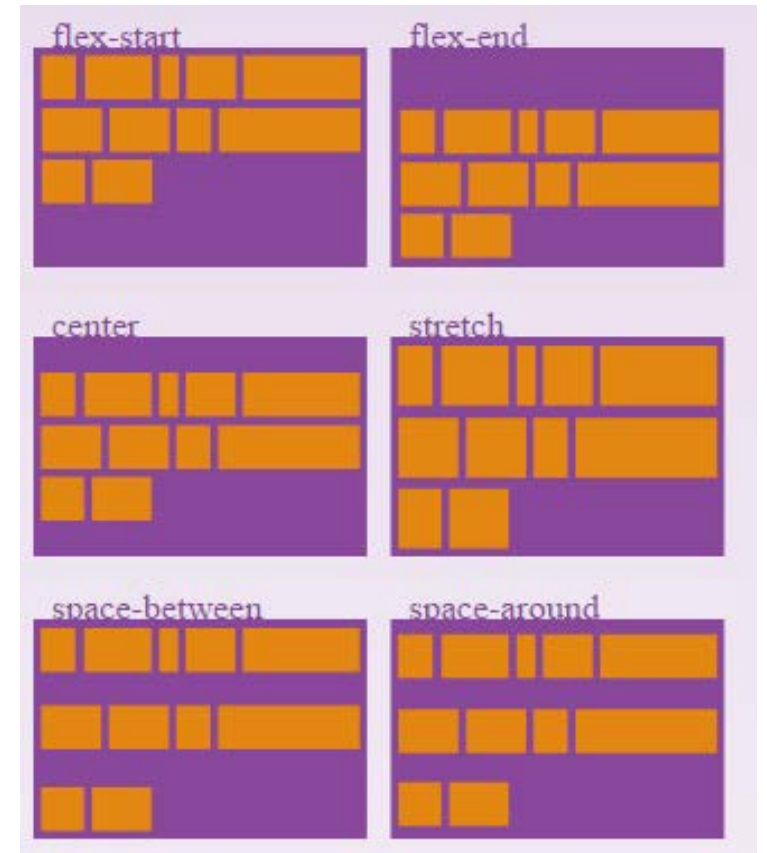 flex-start
flex-end
center
stretch
space-between
space-around